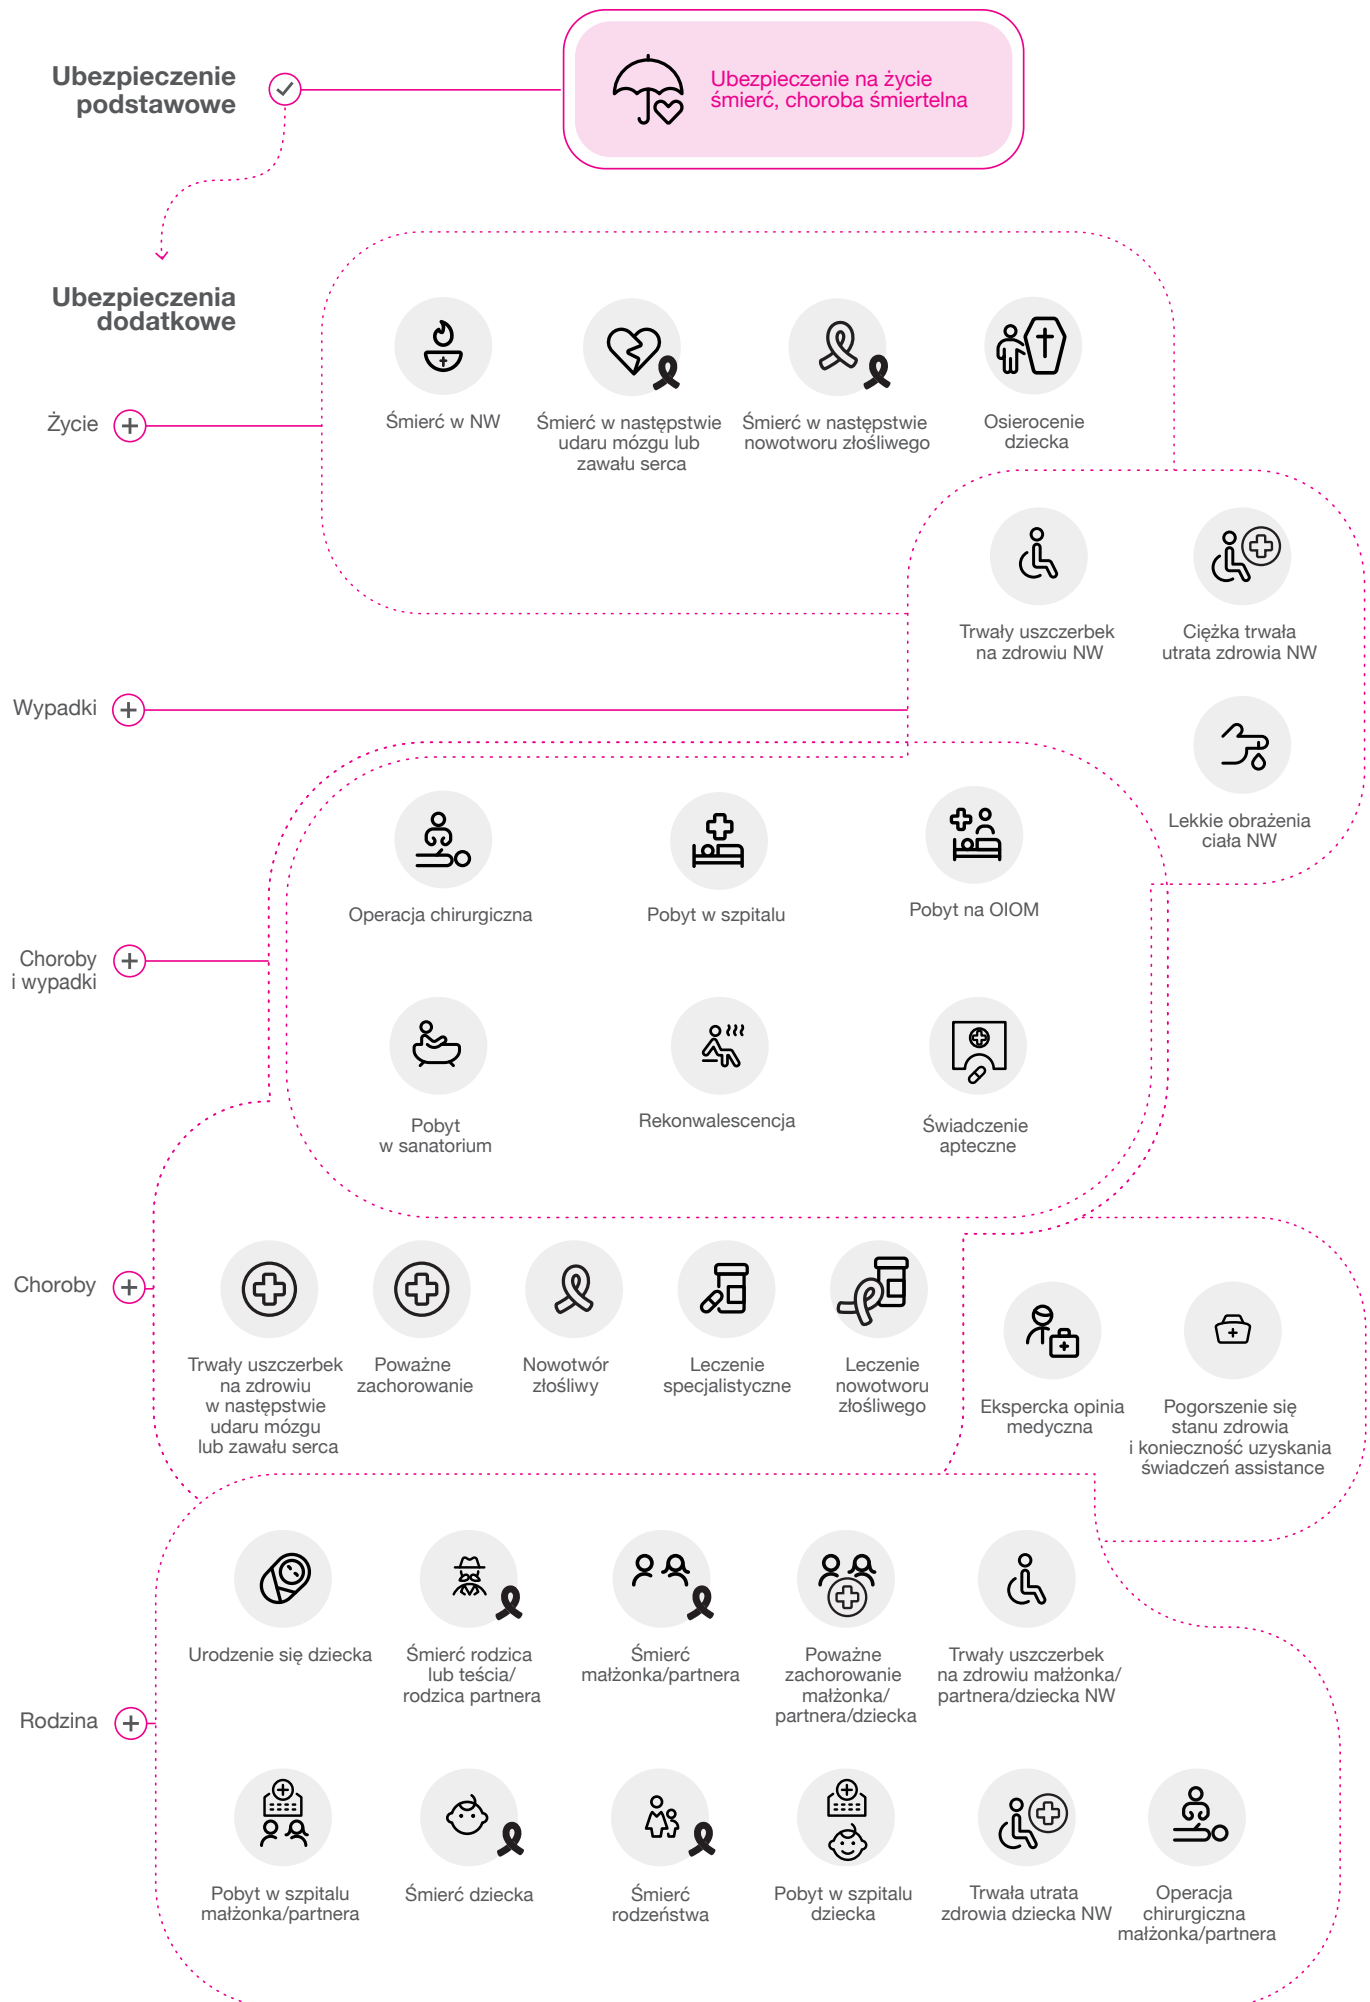 Ubezpieczenie
podstawowe
Ubezpieczenie na życie
śmierć, choroba śmiertelna
Ubezpieczenia
dodatkowe
Życie
Śmierć w NW
Śmierć w następstwie
udaru mózgu lub
zawału serca
Śmierć w następstwie
nowotworu złośliwego
Osierocenie
dziecka
Wypadki
Trwały uszczerbek
na zdrowiu NW
Ciężka trwała
utrata zdrowia NW
Lekkie obrażenia
ciała NW
Choroby
i wypadki
Operacja chirurgiczna
Pobyt w szpitalu
Pobyt na OIOM
Pobyt
w sanatorium
Rekonwalescencja
Świadczenie
apteczne
Choroby
Trwały uszczerbek
na zdrowiu
w następstwie
udaru mózgu
lub zawału serca
Poważne
zachorowanie
Nowotwór
złośliwy
Leczenie
specjalistyczne
Leczenie
nowotworu
złośliwego
Ekspercka opinia
medyczna
Pogorszenie się
stanu zdrowia
i konieczność uzyskania
świadczeń assistance
Rodzina
Urodzenie się dziecka
Śmierć rodzica
lub teścia/
rodzica partnera
Śmierć
małżonka/partnera
Poważne
zachorowanie
małżonka/
partnera/dziecka
Trwały uszczerbek
na zdrowiu małżonka/
partnera/dziecka NW
Pobyt w szpitalu
małżonka/partnera
Śmierć dziecka
Śmierć
rodzeństwa
Pobyt w szpitalu
dziecka
Trwała utrata
zdrowia dziecka NW
Operacja
chirurgiczna
małżonka/partnera